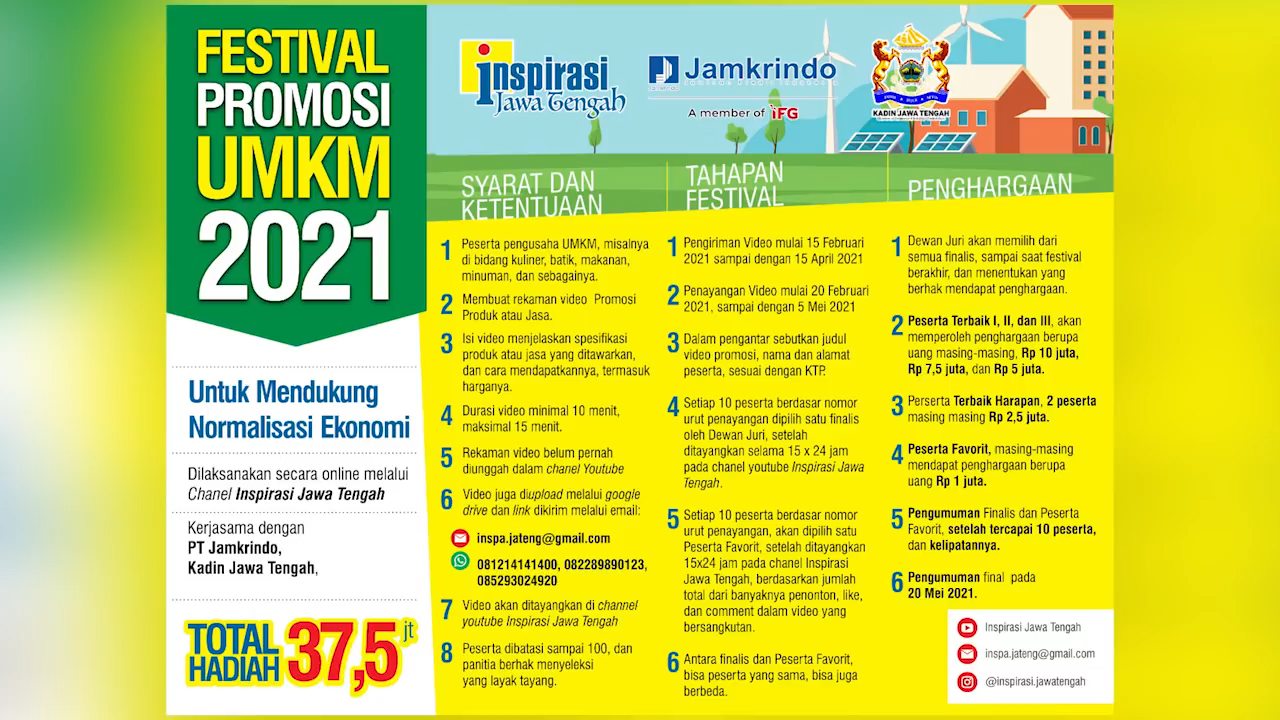 FESTIVAL
PROMOSI
UMKM
2021
Untuk Mendukung
Normalisasi Ekonomi
Dilaksanakan secara online melalui
Chanel Inspirasi Jawa Tengah
Kerjasama dengan
PT Jamkrindo,
Kadin Jawa Tengah,
TOTAL
HADIAH 37,5 jt
inspirasi
Jawa Tengah
Jamkrindo
A member of IFG
KADIN JAWA TENGAH
SYARAT DAN
KETENTUAAN
1 Peserta pengusaha UMKM, misalnya
di bidang kuliner, batik, makanan,
minuman, dan sebagainya.
2 Membuat rekaman video Promosi
Produk atau Jasa.
3 Isi video menjelaskan spesifikasi
produk atau jasa yang ditawarkan,
dan cara mendapatkannya, termasuk
harganya.
4 Durasi video minimal 10 menit,
maksimal 15 menit.
5 Rekaman video belum pernah
diunggah dalam chanel Youtube
6 Video juga diupload melalui google
drive dan link dikirim melalui email:
inspa.jateng@gmail.com
081214141400, 082289890123,
085293024920
7 Video akan ditayangkan di channel
youtube Inspirasi Jawa Tengah
8 Peserta dibatasi sampai 100, dan
panitia berhak menyeleksi
yang layak tayang.
TAHAPAN
FESTIVAL
1 Pengiriman Video mulai 15 Februari
2021 sampai dengan 15 April 2021
2 Penayangan Video mulai 20 Februari
2021, sampai dengan 5 Mei 2021
3 Dalam pengantar sebutkan judul
video promosi, nama dan alamat
peserta, sesuai dengan KTP.
4 Setiap 10 peserta berdasar nomor
urut penayangan dipilih satu finalis
oleh Dewan Juri, setelah
ditayangkan selama 15 x 24 jam
pada chanel youtube Inspirasi Jawa
Tengah.
5 Setiap 10 peserta berdasar nomor
urut penayangan, akan dipilih satu
Peserta Favorit, setelah ditayangkan
15x24 jam pada chanel Inspirasi
Jawa Tengah, berdasarkan jumlah
total dari banyaknya penonton, like,
dan comment dalam video yang
bersangkutan.
6 Antara finalis dan Peserta Favorit,
bisa peserta yang sama, bisa juga
berbeda.
PENGHARGAAN
1 Dewan Juri akan memilih dari
semua finalis, sampai saat festival
berakhir, dan menentukan yang
berhak mendapat penghargaan.
2 Peserta Terbaik I, II, dan III, akan
memperoleh penghargaan berupa
uang masing-masing, Rp 10 juta,
Rp 7,5 juta, dan Rp 5 juta.
3 Perserta Terbaik Harapan, 2 peserta
masing masing Rp 2,5 juta.
4 Peserta Favorit, masing-masing
mendapat penghargaan berupa
uang Rp 1 juta.
5 Pengumuman Finalis dan Peserta
Favorit, setelah tercapai 10 peserta,
dan kelipatannya.
6 Pengumuman final pada
20 Mei 2021.
Inspirasi Jawa Tengah
inspa.jateng@gmail.com
@inspirasi.jawatengah